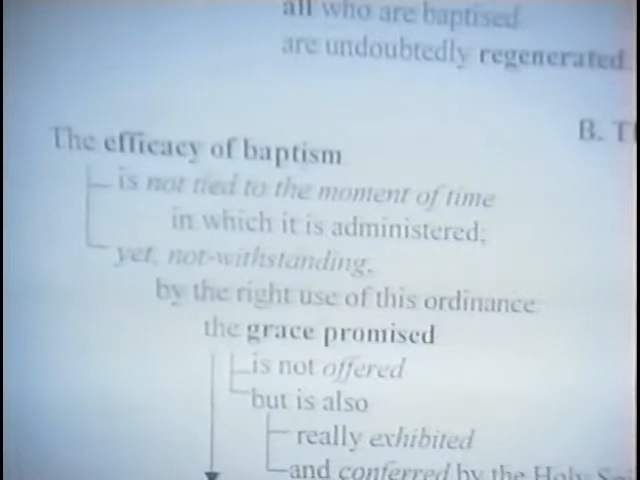 all who are baptised
are undoubtedly regenerated.
B.
The efficacy of baptism
is not tied to the moment of time
in which it is administered;
yet, not-withstanding,
by the right use of this ordinance
the grace promised
is not offered
but is also
really exhibited
and conferred by the Holy